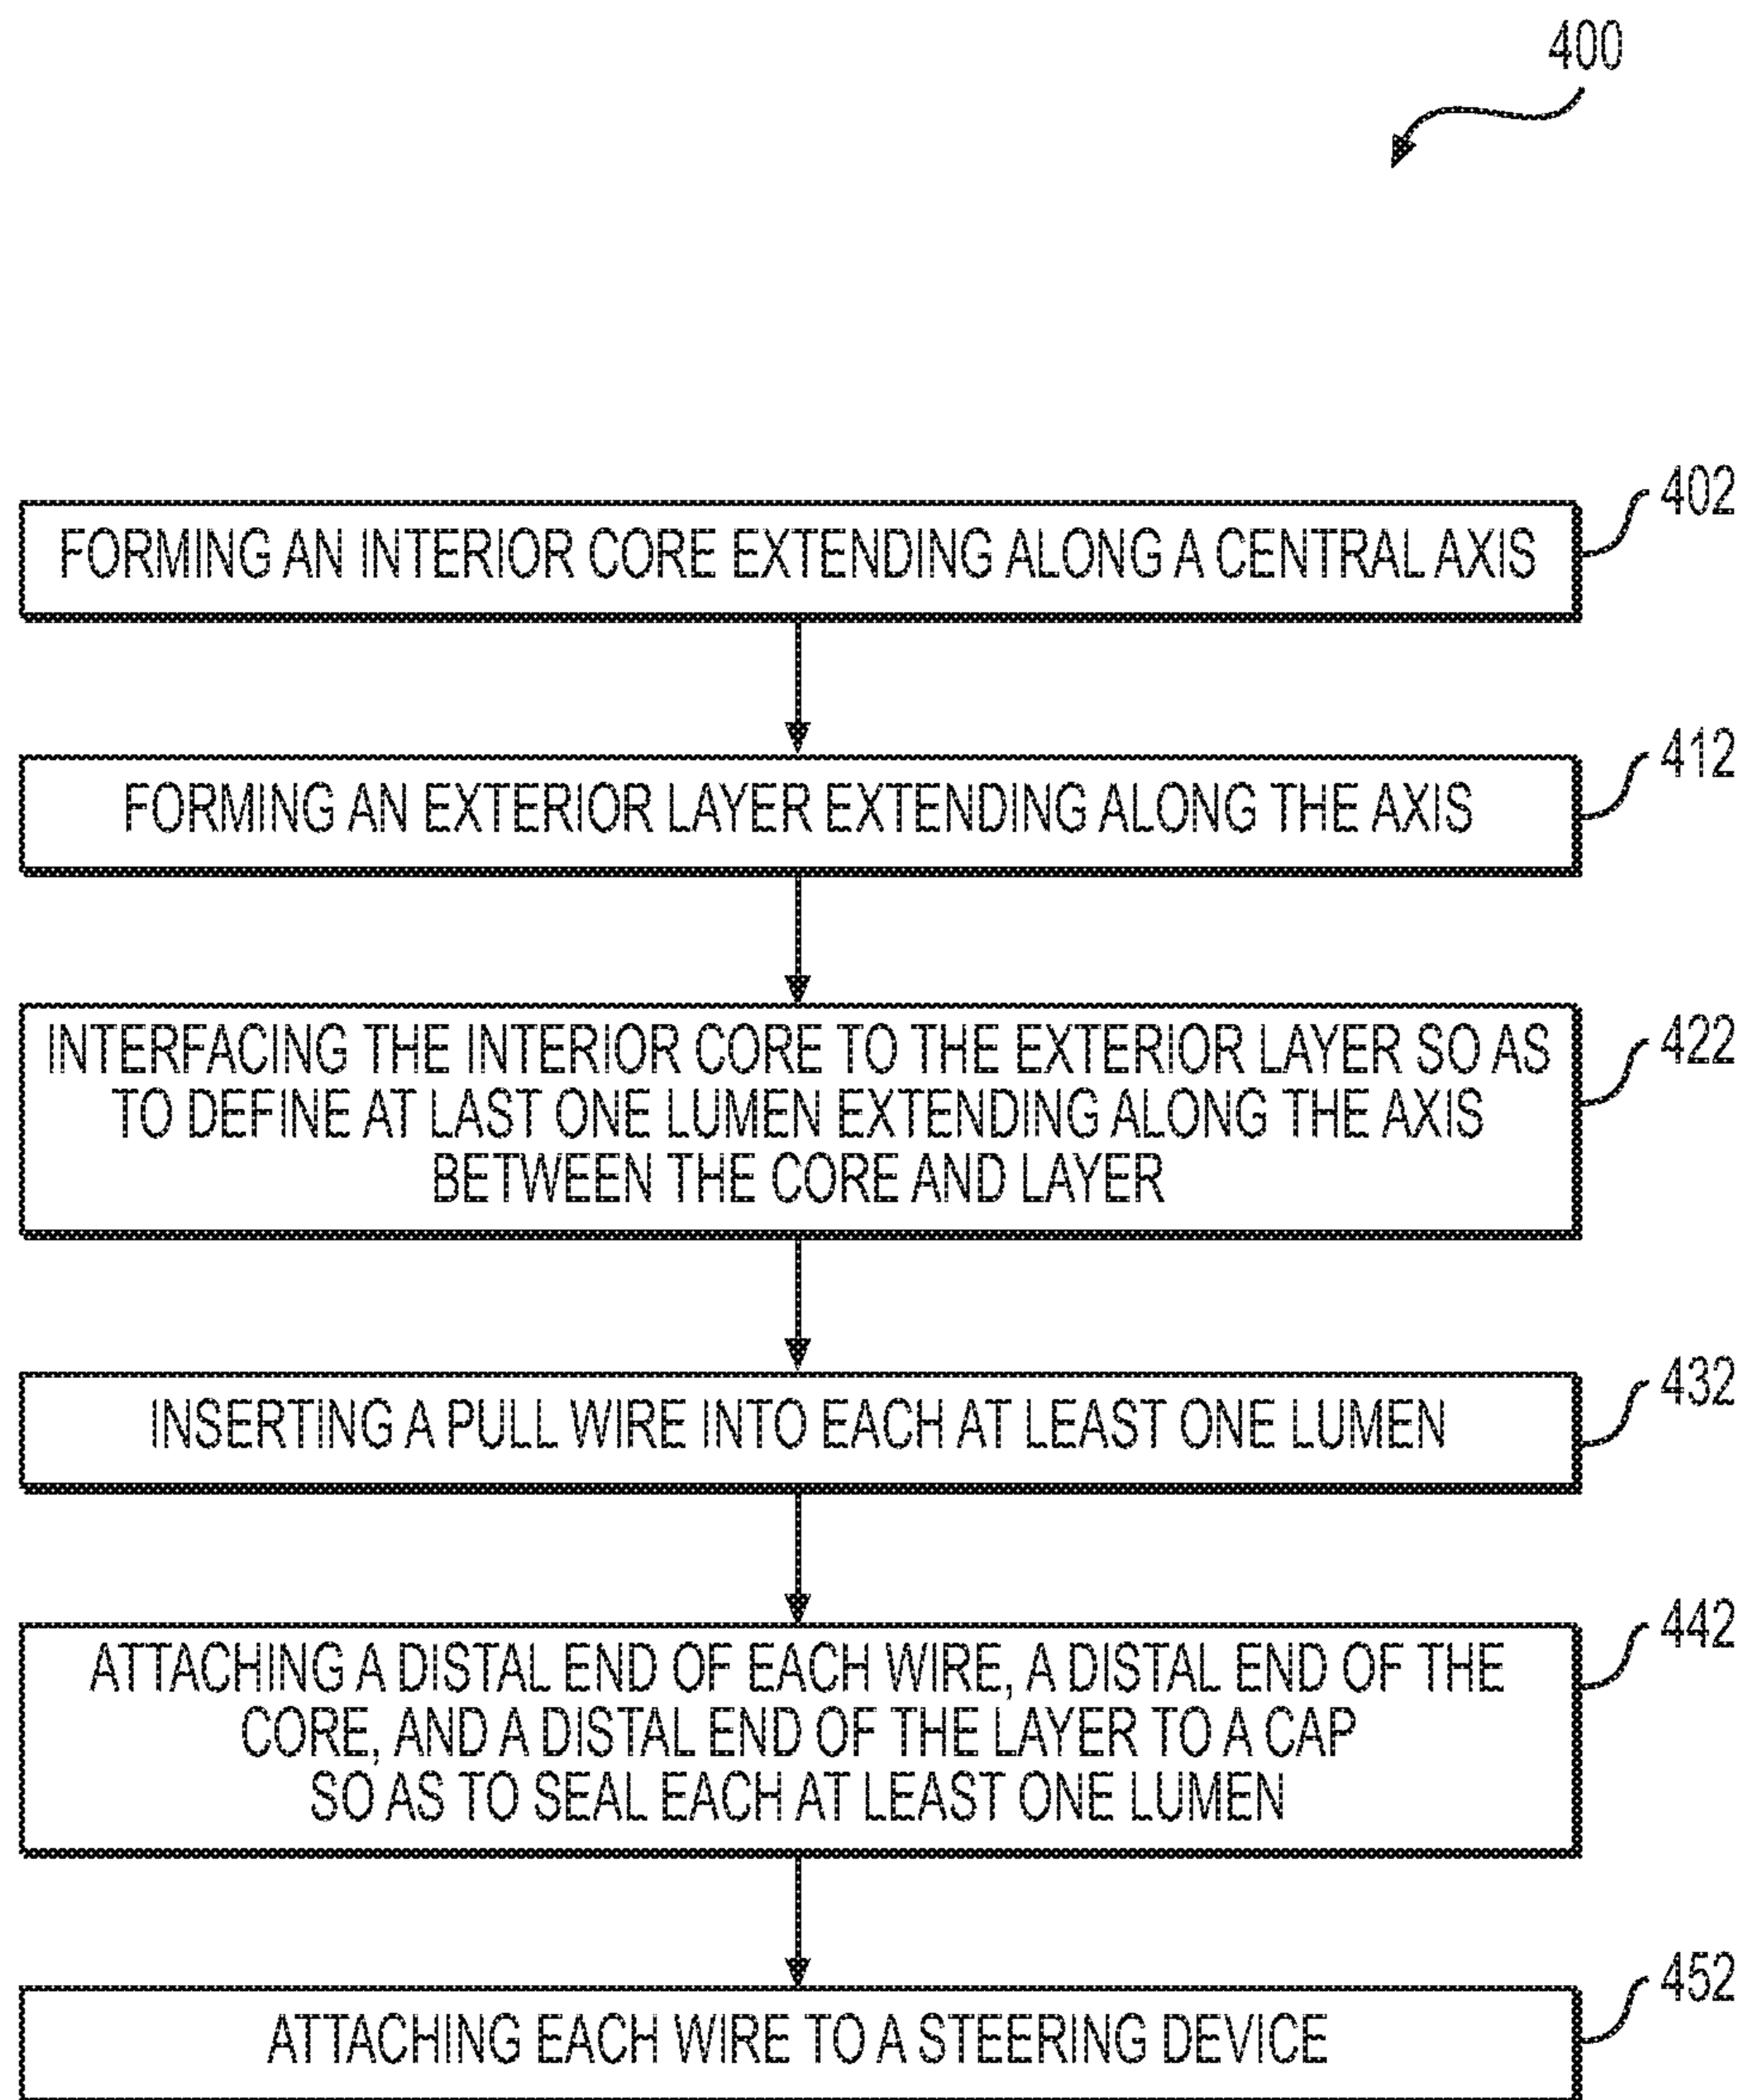 400
FORMING AN INTERIOR CORE EXTENDING ALONG A CENTRAL AXIS
402
FORMING AN EXTERIOR LAYER EXTENDING ALONG THE AXIS
412
INTERFACING THE INTERIOR CORE TO THE EXTERIOR LAYER SO AS
TO DEFINE AT LAST ONE LUMEN EXTENDING ALONG THE AXIS
BETWEEN THE CORE AND LAYER
422
INSERTING A PULL WIRE INTO EACH AT LEAST ONE LUMEN
432
ATTACHING A DISTAL END OF EACH WIRE, A DISTAL END OF THE
CORE, AND A DISTAL END OF THE LAYER TO A CAP
SO AS TO SEAL EACH AT LEAST ONE LUMEN
442
ATTACHING EACH WIRE TO A STEERING DEVICE
452